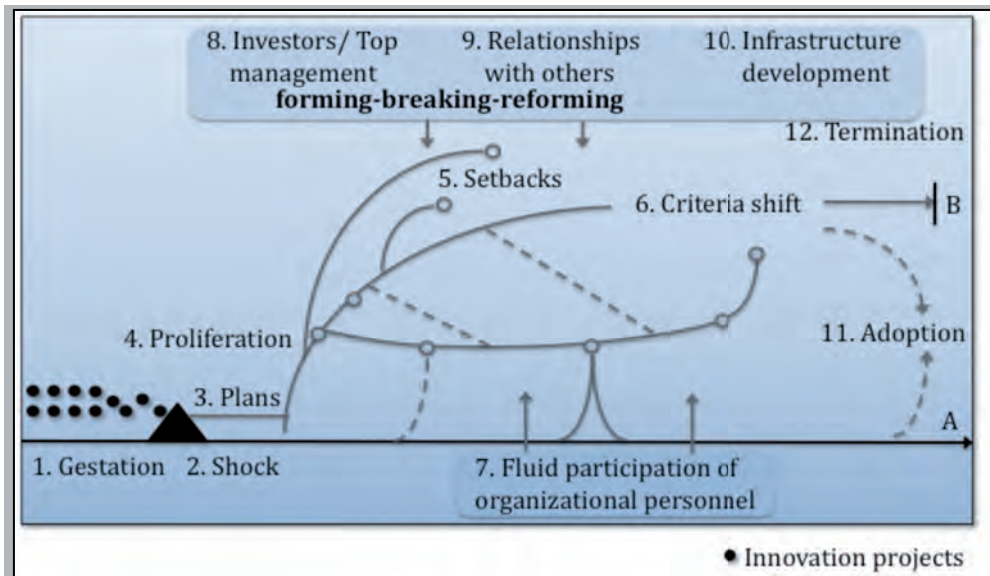 8. Investors/ Top
management
9. Relationships
with others
10. Infrastructure
development
forming-breaking-reforming
12. Termination
5. Setbacks
6. Criteria shift
B
4. Proliferation
11. Adoption
3. Plans
A
1. Gestation
2. Shock
7. Fluid participation of
organizational personnel
Innovation projects